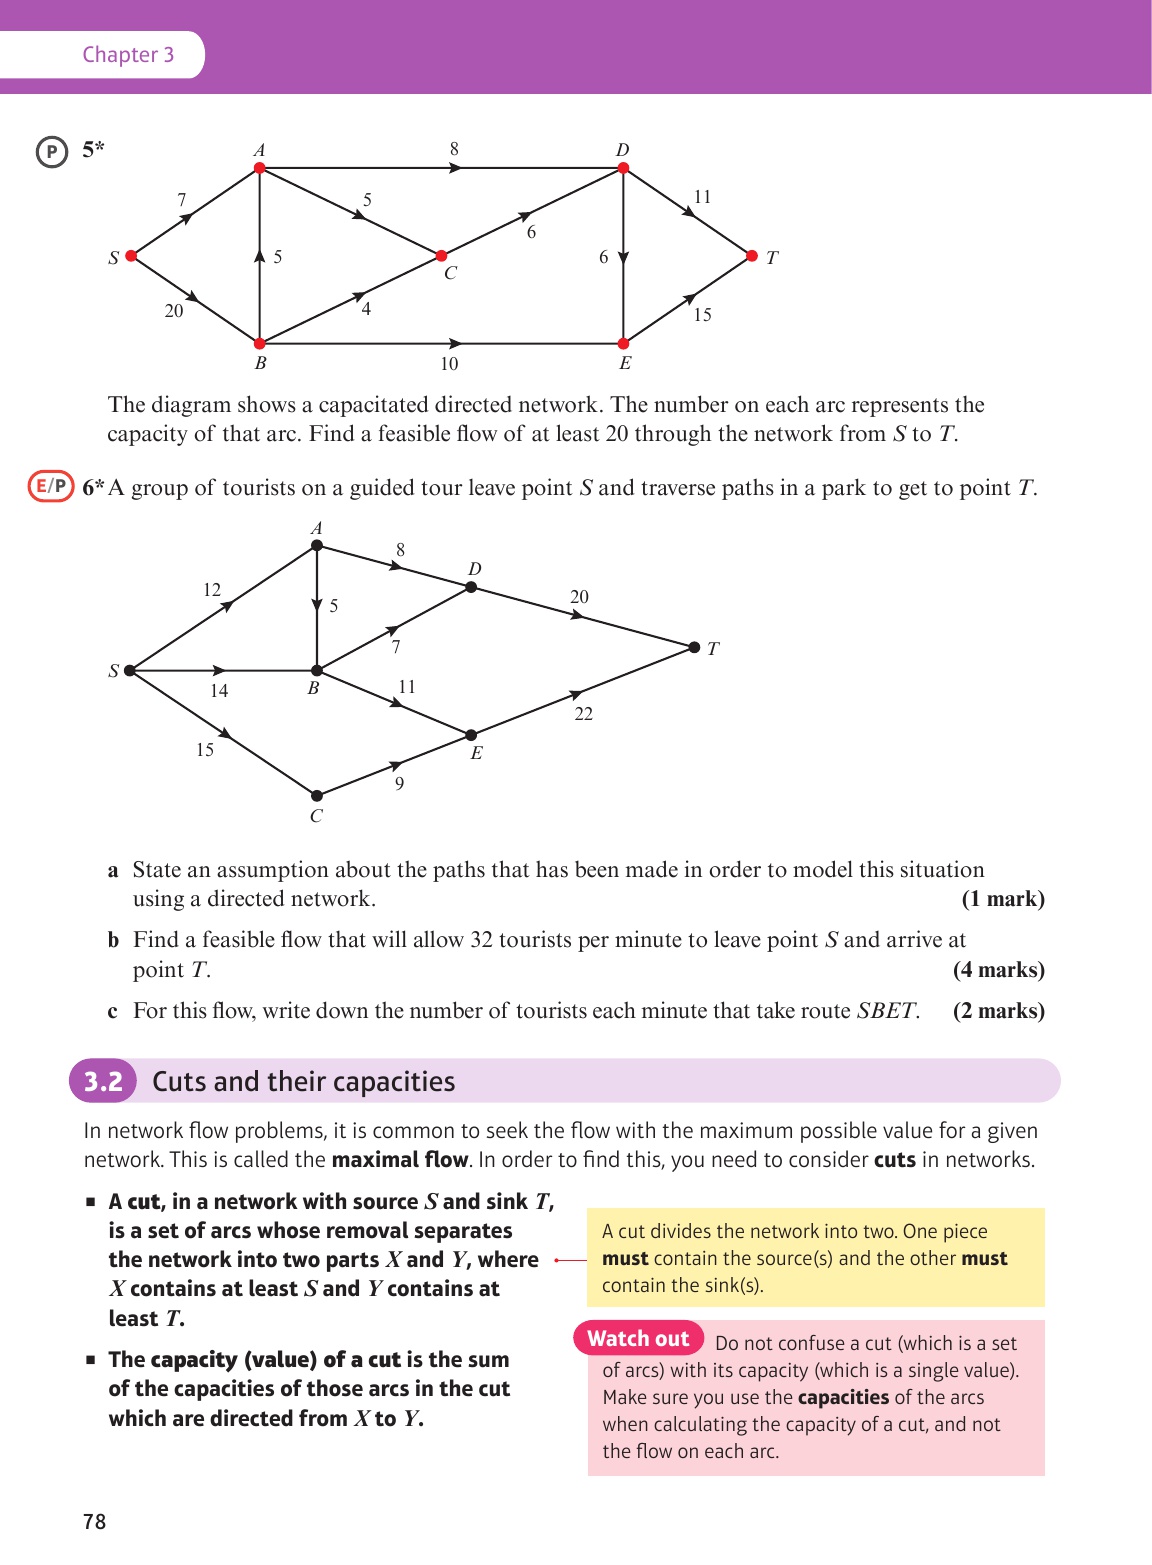 Chapter 3
P 5*
A
8
D
7
5
11
6
S
5
C
6
T
20
4
15
B
10
E
The diagram shows a capacitated directed network. The number on each arc represents the
capacity of that arc. Find a feasible flow of at least 20 through the network from S to T.
E/P 6* A group of tourists on a guided tour leave point S and traverse paths in a park to get to point T.
A
8
D
12
20
5
7
T
S
14
B
11
22
15
E
9
C
a State an assumption about the paths that has been made in order to model this situation
using a directed network. (1 mark)
b Find a feasible flow that will allow 32 tourists per minute to leave point S and arrive at
point T. (4 marks)
c For this flow, write down the number of tourists each minute that take route SBET. (2 marks)
3.2 Cuts and their capacities
In network flow problems, it is common to seek the flow with the maximum possible value for a given
network. This is called the maximal flow. In order to find this, you need to consider cuts in networks.
■ A cut, in a network with source S and sink T,
is a set of arcs whose removal separates
the network into two parts X and Y, where
X contains at least S and Y contains at
least T.
A cut divides the network into two. One piece
must contain the source(s) and the other must
contain the sink(s).
■ The capacity (value) of a cut is the sum
of the capacities of those arcs in the cut
which are directed from X to Y.
Watch out Do not confuse a cut (which is a set
of arcs) with its capacity (which is a single value).
Make sure you use the capacities of the arcs
when calculating the capacity of a cut, and not
the flow on each arc.
78